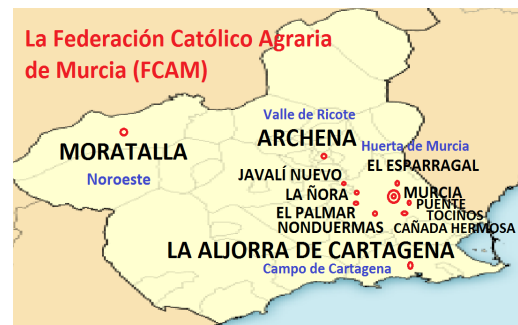 La Federación Católico Agraria
de Murcia (FCAM)
Valle de Ricote
ARCHENA
Huerta de Murcia
MORATALLA
EL ESPARRAGAL
JAVALÍ NUEVO
Noroeste
LA ÑORA
MURCIA
PUENTE
TOCIÑOS
EL PALMAR
NONDUERMAS
CAÑADA HERMOSA
LA ALJORRA DE CARTAGENA
Campo de Cartagena